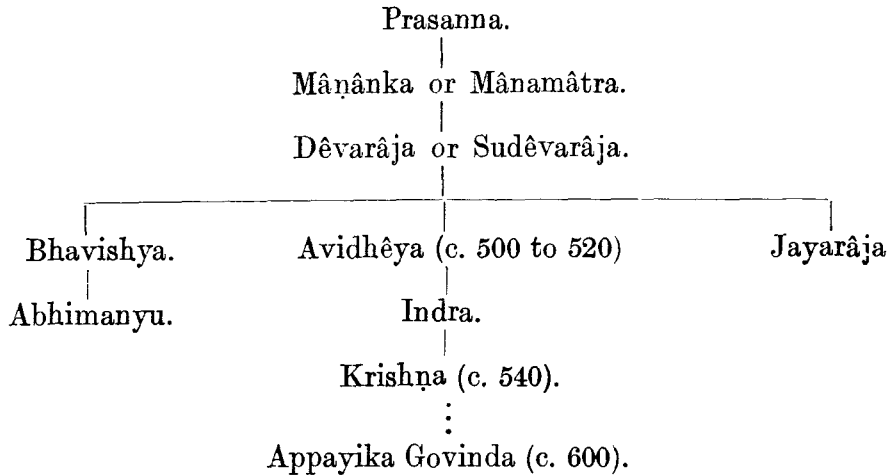 Prasanna.
Mâṇânka or Mânamâtra.
Dêvarâja or Sudêvarâja.
Bhavishya. Avidhêya (c. 500 to 520) Jayarâja
Abhimanyu. Indra.
Krishṇa (c. 540).
Appayika Govinda (c. 600).